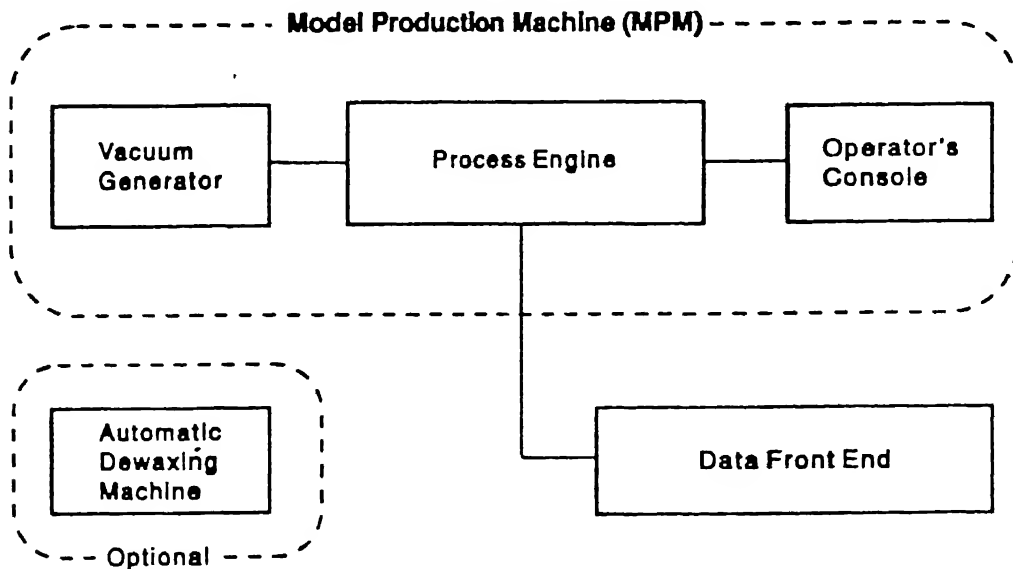 Model Production Machine (MPM)
Vacuum
Generator
Process Engine
Operator's
Console
Automatic
Dewaxing
Machine
Data Front End
Optional